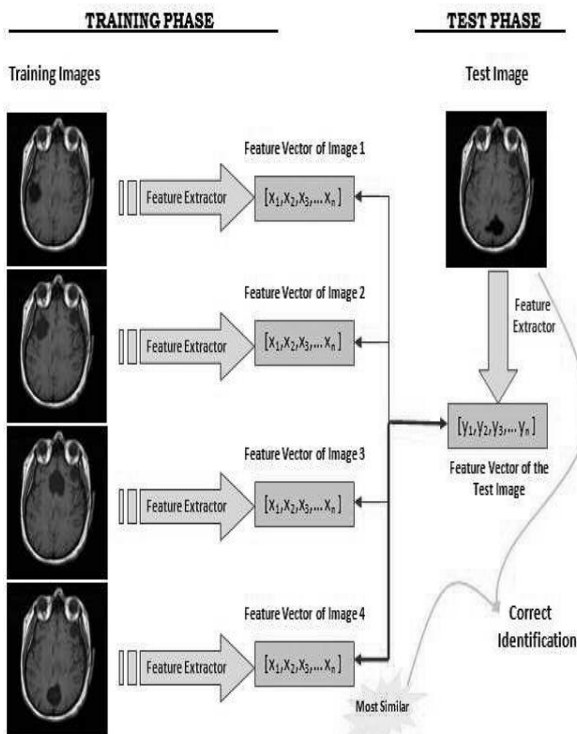 TRAINING PHASE
TEST PHASE
Training Images
Test Image
Feature Vector of Image 1
Feature Extractor
[x₁,x₂,x₃,... xₙ ]
Feature Vector of Image 2
Feature Extractor
[x₁,x₂,x₃,... xₙ ]
Feature Vector of Image 3
Feature Extractor
[x₁,x₂,x₃,... xₙ ]
Feature Vector of Image 4
Feature Extractor
[x₁,x₂,x₃,... xₙ ]
Feature
Extractor
[y₁,y₂,y₃,... yₙ ]
Feature Vector of the
Test Image
Correct
Identification
Most Similar